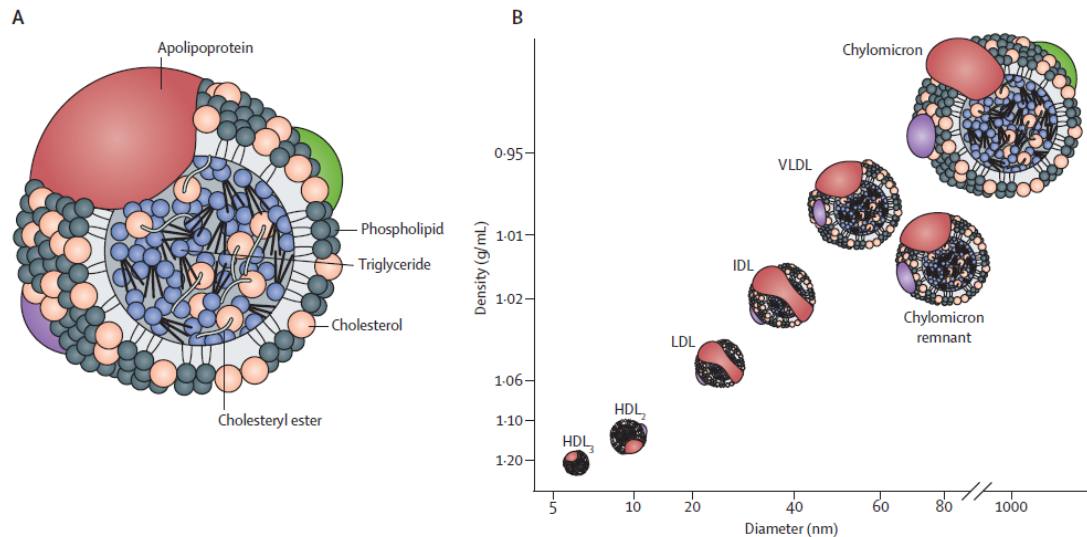 A
Apolipoprotein
Phospholipid
Triglyceride
Cholesterol
Cholesteryl ester
B
Density (g/mL)
0·95
1·01
1·02
1·06
1·10
1·20
Chylomicron
VLDL
IDL
Chylomicron
remnant
LDL
HDL₂
HDL₃
5 10 20 40 60 80 1000
Diameter (nm)